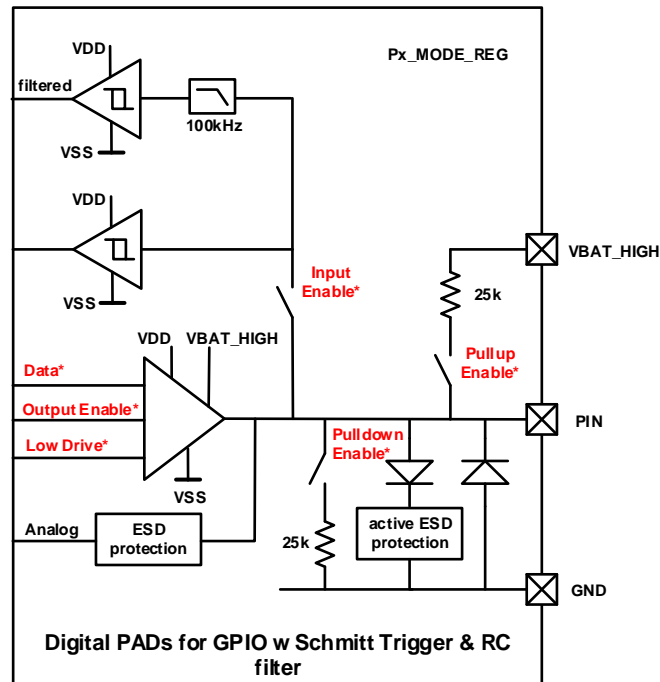 VDD
Px_MODE_REG
filtered
100kHz
VSS
VDD
VBAT_HIGH
Input
Enable*
25k
VSS
Pullup
Enable*
VDD
VBAT_HIGH
Data*
Output Enable*
PIN
Pulldown
Enable*
Low Drive*
VSS
Analog
ESD
protection
25k
active ESD
protection
GND
Digital PADs for GPIO w Schmitt Trigger & RC
filter